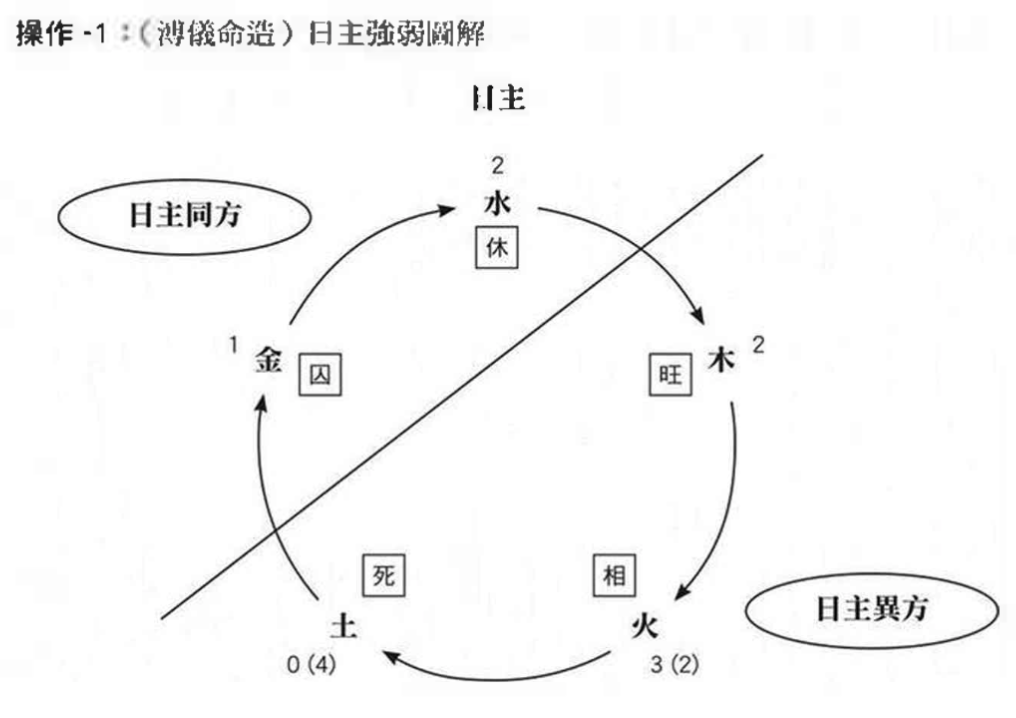 操作 -1：(溥儀命造) 日主強弱圖解
日主
2
水
休
日主同方
1
金
囚
旺
木
2
死
相
土
火
0 (4)
3 (2)
日主異方